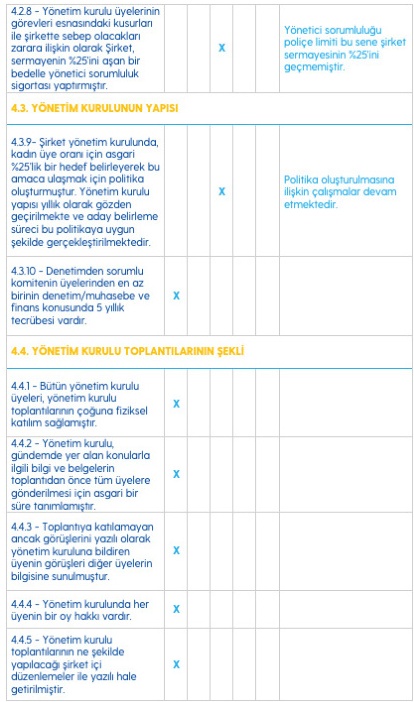 4.2.8 - Yönetim kurulu üyelerinin
görevleri esnasındaki kusurları
ile şirkette sebep olacakları
zarara ilişkin olarak Şirket,
sermayenin %25'ini aşan bir
bedelle yönetici sorumluluk
sigortası yaptırmıştır.
X
Yönetici sorumluluğu
poliçe limiti bu sene şirket
sermayesinin %25'ini
geçmemiştir.
4.3. YÖNETİM KURULUNUN YAPISI
4.3.9- Şirket yönetim kurulunda,
kadın üye oranı için asgari
%25'lik bir hedef belirleyerek bu
amaca ulaşmak için politika
oluşturmuştur. Yönetim kurulu
yapısı yıllık olarak gözden
geçirilmekte ve aday belirleme
süreci bu politikaya uygun
şekilde gerçekleştirilmektedir.
X
Politika oluşturulmasına
ilişkin çalışmalar devam
etmektedir.
4.3.10 - Denetimden sorumlu
komitenin üyelerinden en az
birinin denetim/muhasebe ve
finans konusunda 5 yıllık
tecrübesi vardır.
X
4.4. YÖNETİM KURULU TOPLANTILARININ ŞEKLİ
4.4.1 - Bütün yönetim kurulu
üyeleri, yönetim kurulu
toplantılarının çoğuna fiziksel
katılım sağlamıştır.
X
4.4.2 - Yönetim kurulu,
gündemde yer alan konularla
ilgili bilgi ve belgelerin
toplantıdan önce tüm üyelere
gönderilmesi için asgari bir
süre tanımlamıştır.
X
4.4.3 - Toplantıya katılamayan
ancak görüşlerini yazılı olarak
yönetim kuruluna bildiren
üyenin görüşleri diğer üyelerin
bilgisine sunulmuştur.
X
4.4.4 - Yönetim kurulunda her
üyenin bir oy hakkı vardır.
X
4.4.5 - Yönetim kurulu
toplantılarının ne şekilde
yapılacağı şirket içi
düzenlemeler ile yazılı hale
getirilmiştir.
X